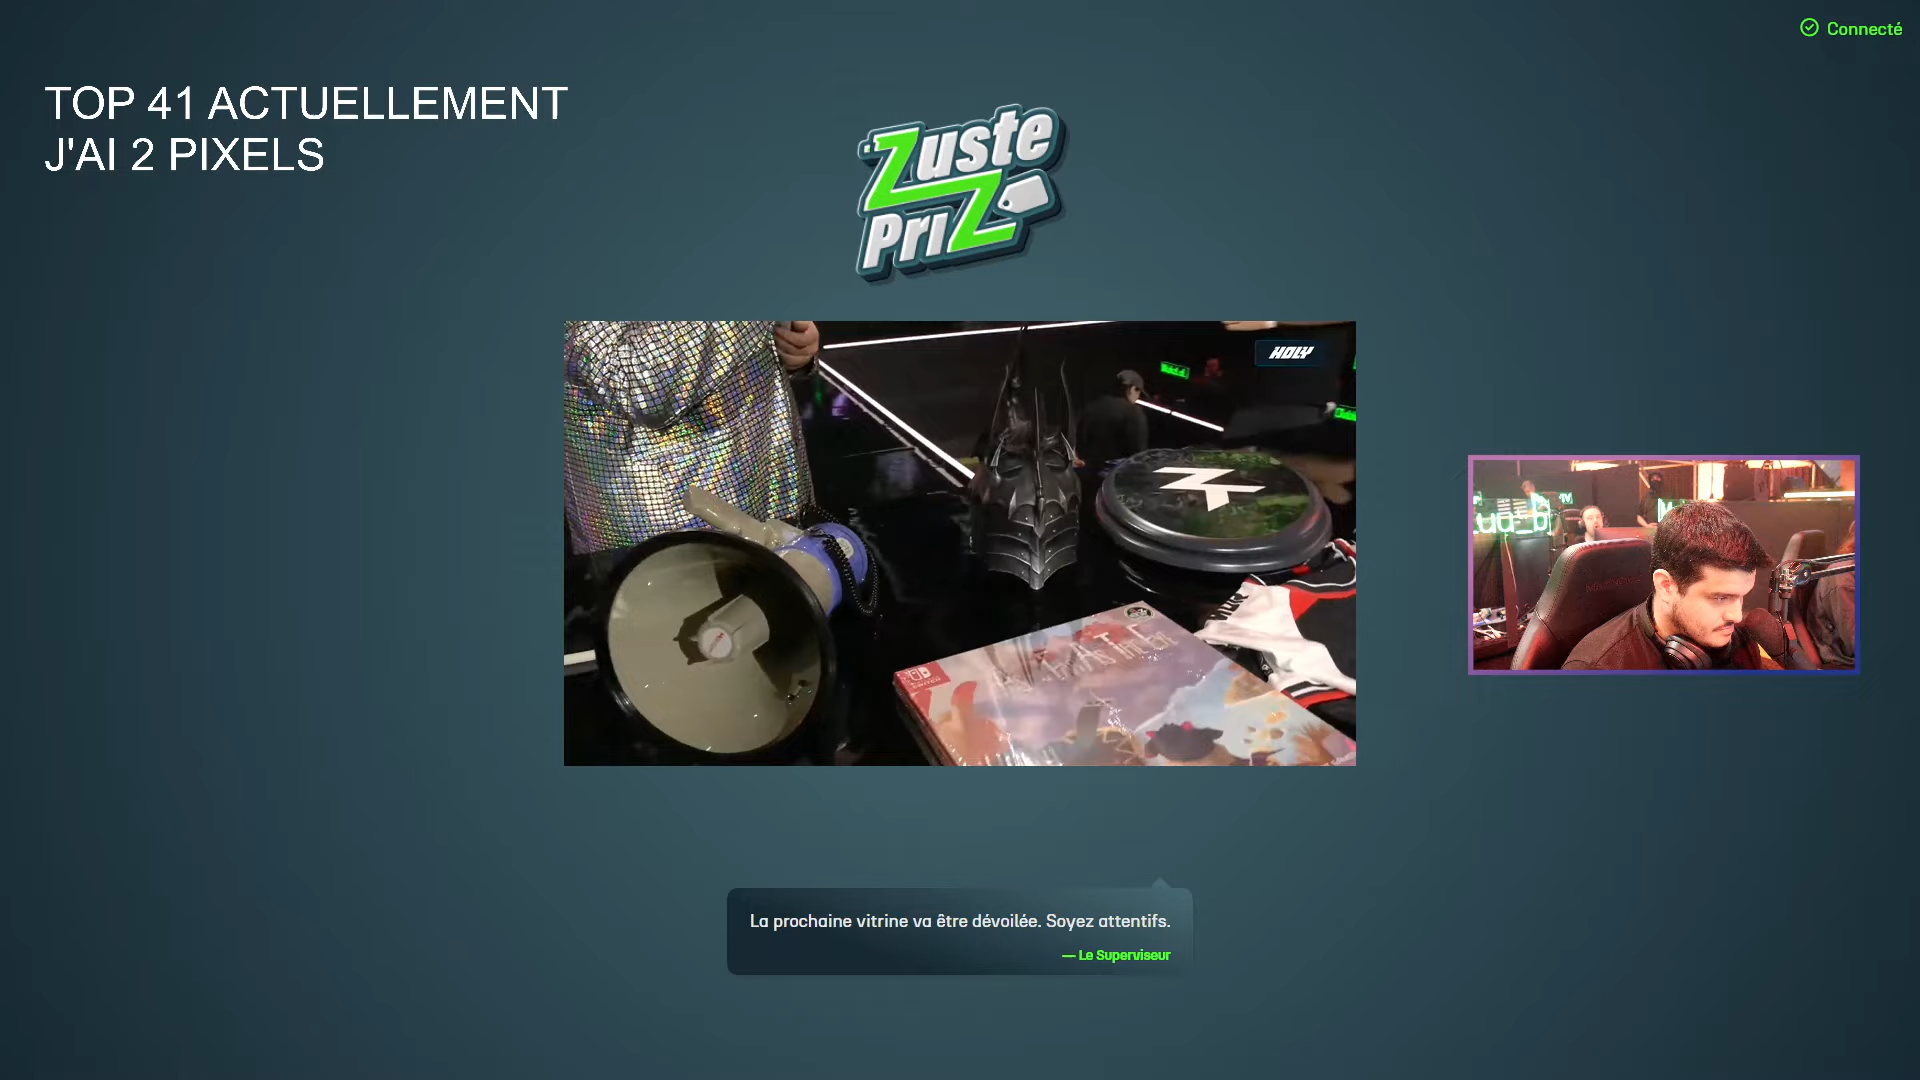 Connecté
TOP 41 ACTUELLEMENT
J'AI 2 PIXELS
Zuste
PriZ
HOLY
La prochaine vitrine va être dévoilée. Soyez attentifs.
— Le Superviseur